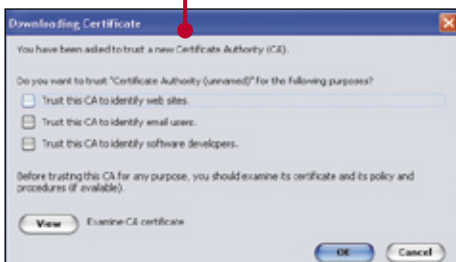 Downloading Certificate
You have been asked to trust a new Certificate Authority (CA).
Do you want to trust "Certificate Authority (unnamed)" for the following purposes?
Trust this CA to identify web sites.
Trust this CA to identify email users.
Trust this CA to identify software developers.
Before trusting this CA for any purpose, you should examine its certificate and its policy and
procedures (if available).
View Examine CA certificate
OK Cancel